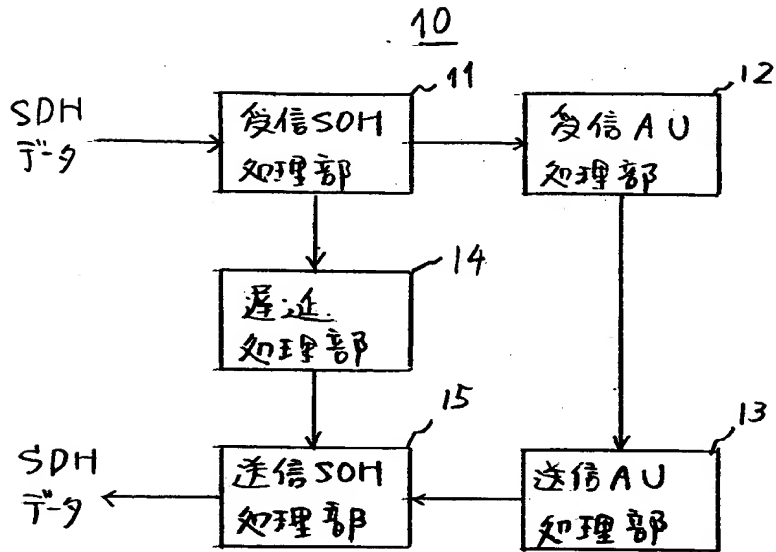 10
11
12
SDH
データ
受信SOH
処理部
受信AU
処理部
14
遅延
処理部
15
13
SDH
データ
送信SOH
処理部
送信AU
処理部